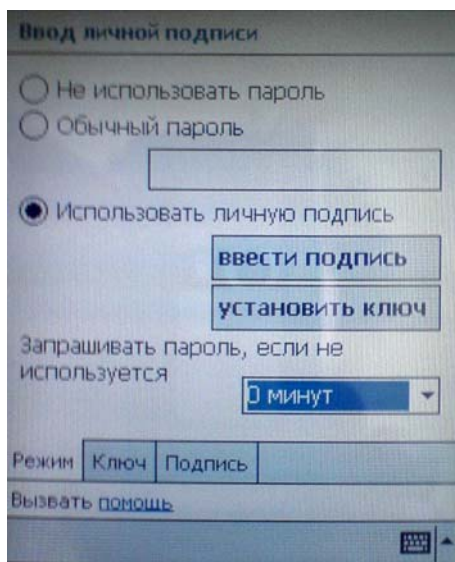 Ввод личной подписи
Не использовать пароль
Обычный пароль
Использовать личную подпись
ввести подпись
установить ключ
Запрашивать пароль, если не
используется
0 минут
Режим Ключ Подпись
Вызвать помощь